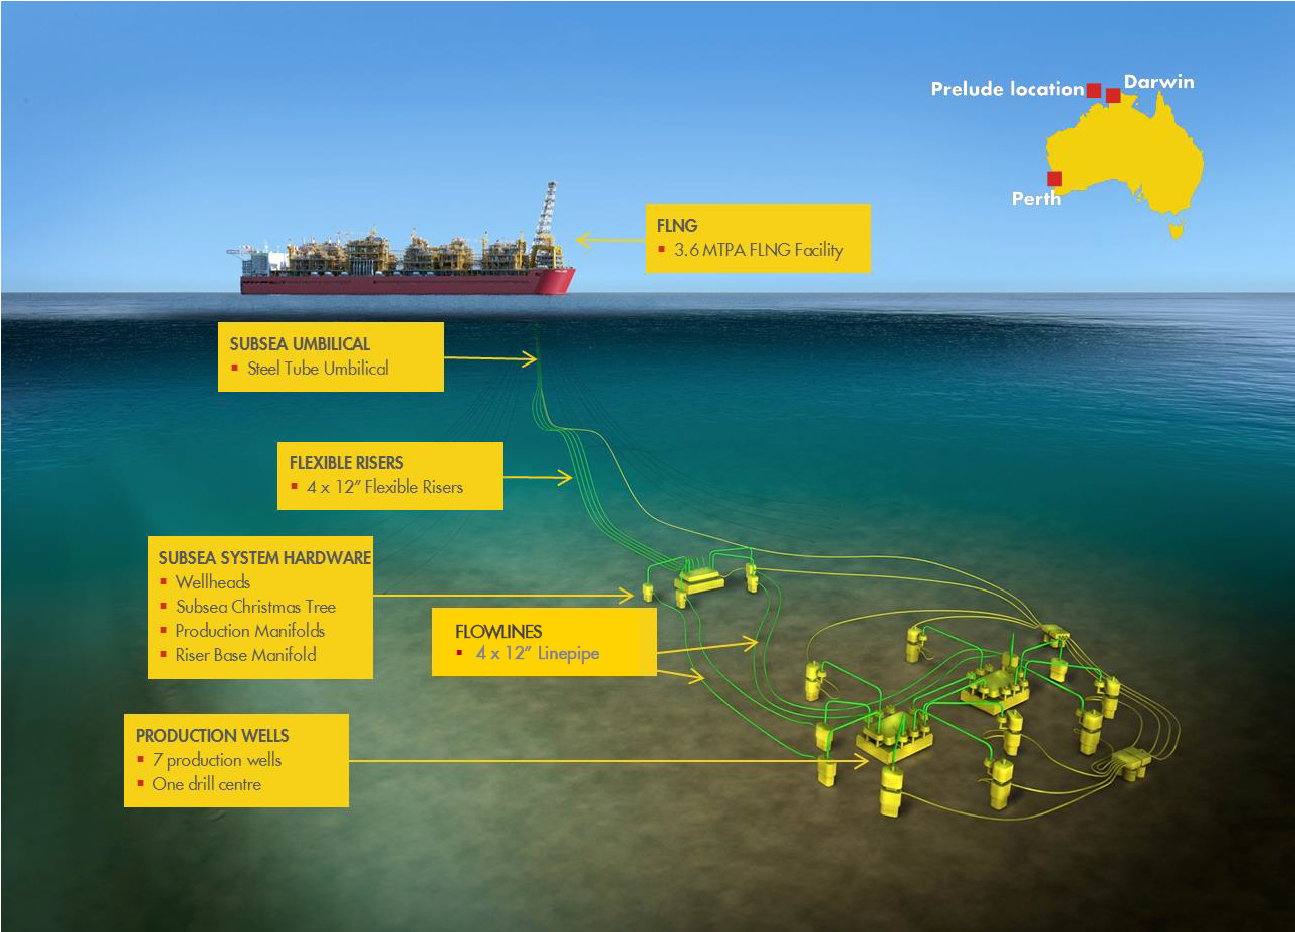 Prelude location
Darwin
Perth
FLNG
▪ 3.6 MTPA FLNG Facility
SUBSEA UMBILICAL
▪ Steel Tube Umbilical
FLEXIBLE RISERS
▪ 4 x 12” Flexible Risers
SUBSEA SYSTEM HARDWARE
▪ Wellheads
▪ Subsea Christmas Tree
▪ Production Manifolds
▪ Riser Base Manifold
FLOWLINES
▪ 4 x 12” Linepipe
PRODUCTION WELLS
▪ 7 production wells
▪ One drill centre